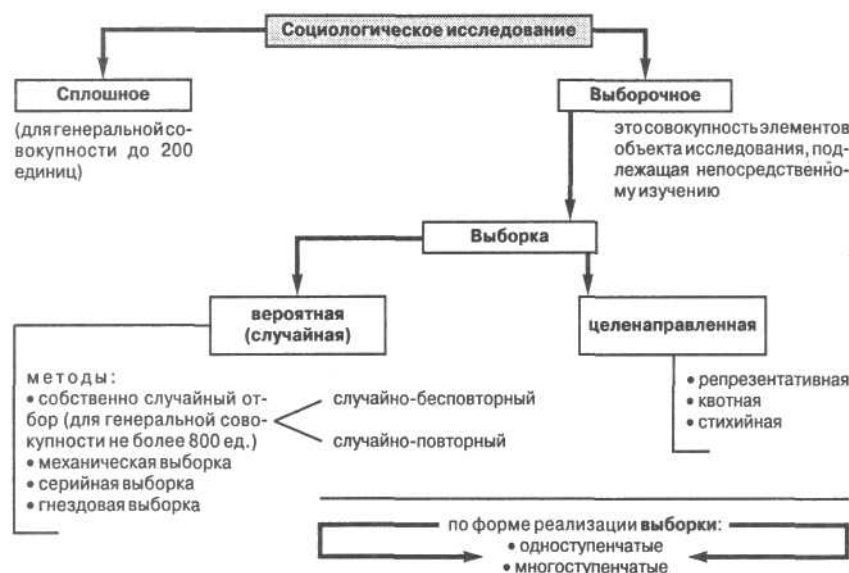 Социологическое исследование
Сплошное
(для генеральной со-
вокупности до 200
единиц)
Выборочное
это совокупность элементов
объекта исследования, под-
лежащая непосредственно-
му изучению
Выборка
вероятная
(случайная)
целенаправленная
методы:
• собственно случайный от-
бор (для генеральной сово-
купности не более 800 ед.)
• механическая выборка
• серийная выборка
• гнездовая выборка
случайно-бесповторный
случайно-повторный
• репрезентативная
• квотная
• стихийная
по форме реализации выборки:
• одноступенчатые
• многоступенчатые